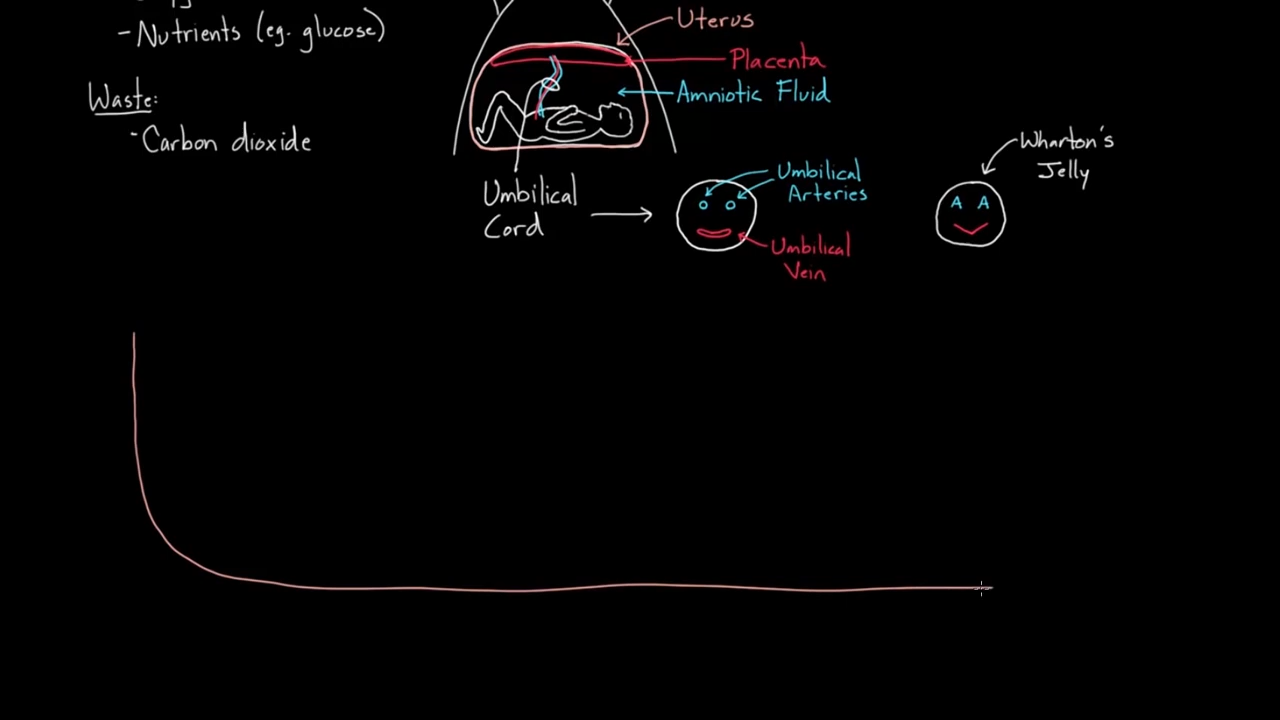 -Nutrients (eg. glucose)
Waste:
-Carbon dioxide
Uterus
Placenta
Amniotic Fluid
Umbilical
Cord
Umbilical
Arteries
Umbilical
Vein
Wharton's
Jelly
A A